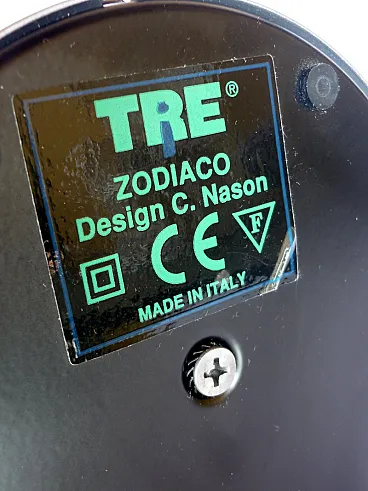 TRE®
ZODIACO
Design C. Nason
CE F
MADE IN ITALY